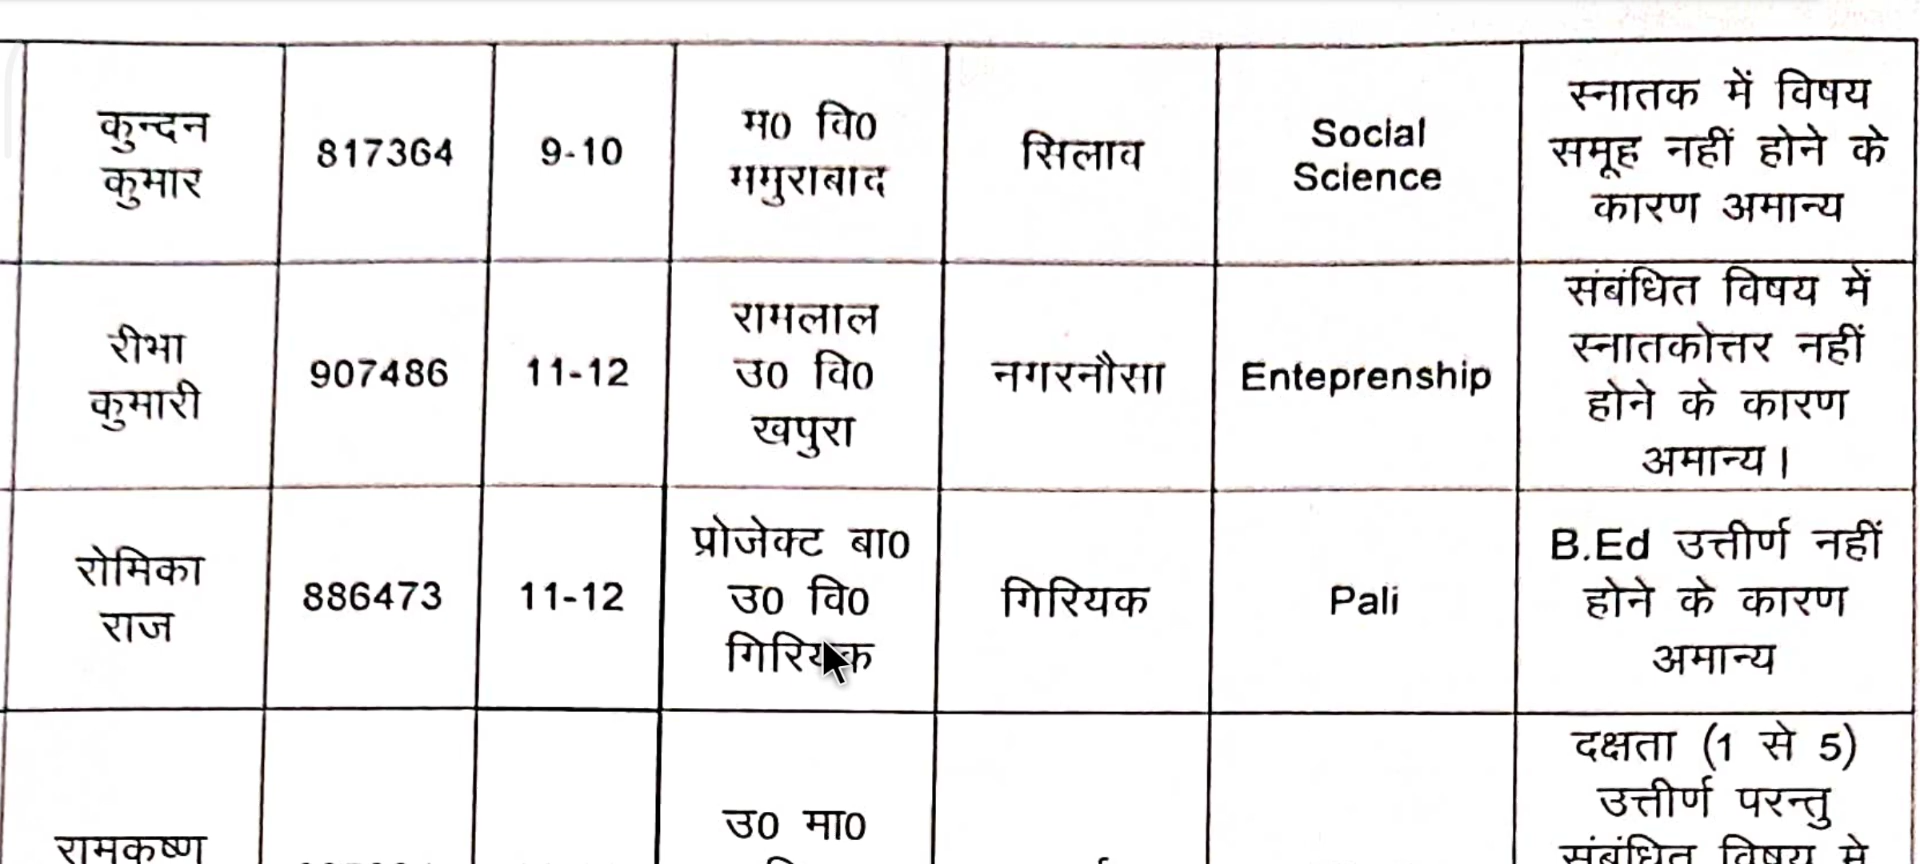 कुन्दन
कुमार
817364
9-10
म0 वि0
ममुराबाद
सिलाव
Social
Science
स्नातक में विषय
समूह नहीं होने के
कारण अमान्य
रीभा
कुमारी
907486
11-12
रामलाल
उ0 वि0
खपुरा
नगरनौसा
Enteprenship
संबंधित विषय में
स्नातकोत्तर नहीं
होने के कारण
अमान्य।
रोमिका
राज
886473
11-12
प्रोजेक्ट बा0
उ0 वि0
गिरियक
गिरियक
Pali
B.Ed उत्तीर्ण नहीं
होने के कारण
अमान्य
रामकृष्ण
उ0 मा0
दक्षता (1 से 5)
उत्तीर्ण परन्तु
संबंधित विषय मे